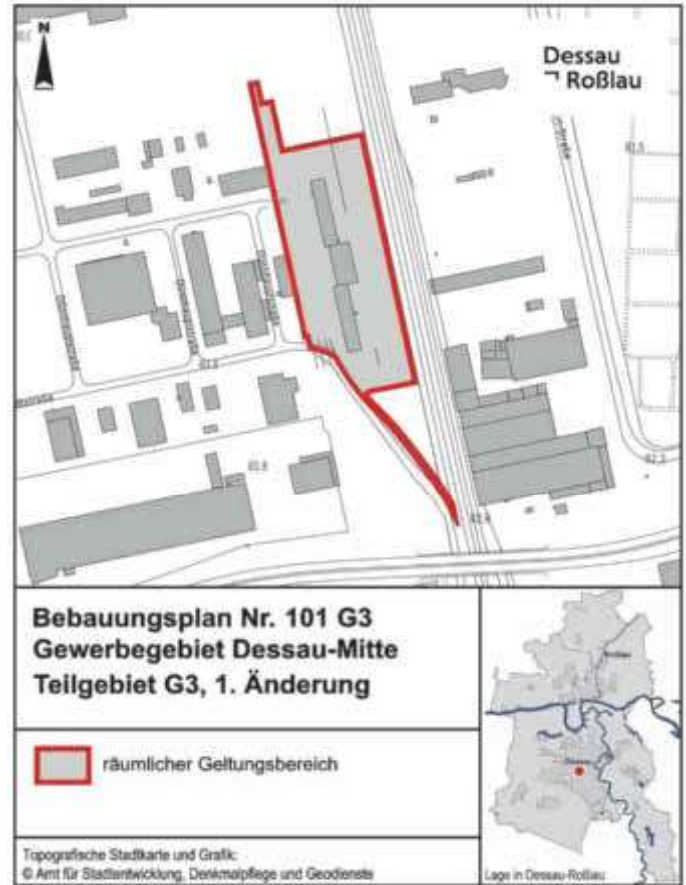 N
Dessau
Roßlau
Bebauungsplan Nr. 101 G3
Gewerbegebiet Dessau-Mitte
Teilgebiet G3, 1. Änderung
räumlicher Geltungsbereich
Topografische Stadtkarte und Grafik:
© Amt für Stadtentwicklung, Denkmalpflege und Geodienste
Lage in Dessau-Roßlau